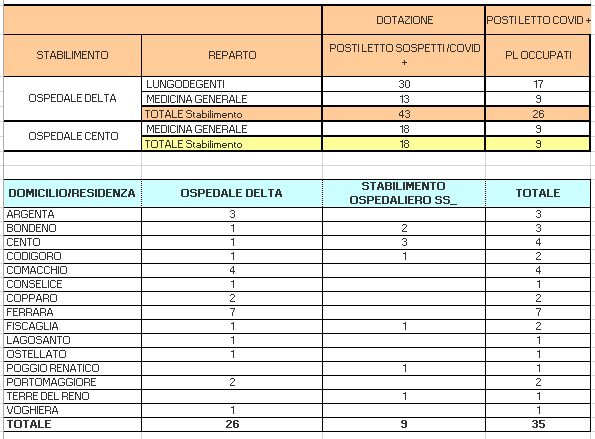 DOTAZIONE POSTI LETTO COVID +
STABILIMENTO REPARTO POSTI LETTO SOSPETTI/COVID + PL OCCUPATI
OSPEDALE DELTA LUNGODEGENTI 30 17
MEDICINA GENERALE 13 9
TOTALE Stabilimento 43 26
OSPEDALE CENTO MEDICINA GENERALE 18 9
TOTALE Stabilimento 18 9
DOMICILIO/RESIDENZA OSPEDALE DELTA STABILIMENTO OSPEDALIERO SS_ TOTALE
ARGENTA 3 3
BONDENO 1 2 3
CENTO 1 3 4
CODIGORO 1 1 2
COMACCHIO 4 4
CONSELICE 1 1
COPPARO 2 2
FERRARA 7 7
FISCAGLIA 1 1 2
LAGOSANTO 1 1
OSTELLATO 1 1
POGGIO RENATICO 1 1
PORTOMAGGIORE 2 2
TERRE DEL RENO 1 1
VOGHIERA 1 1
TOTALE 26 9 35